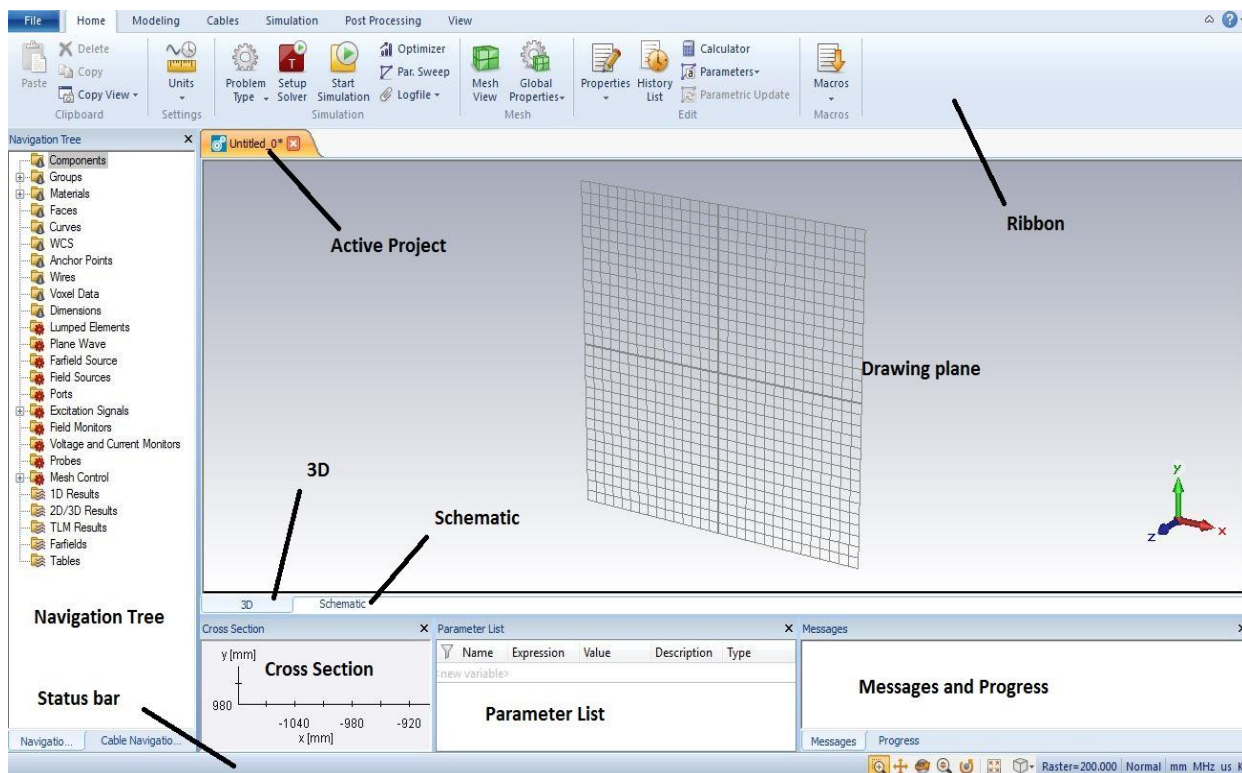 File Home Modeling Cables Simulation Post Processing View
Paste
Delete
Copy
Copy View
Clipboard
Units
Settings
Problem Type
Setup Solver
Start Simulation
Optimizer
Par. Sweep
Logfile
Simulation
Mesh View
Global Properties
Mesh
Properties
History List
Calculator
Parameters
Parametric Update
Edit
Macros
Macros
Ribbon
Navigation Tree
Components
Groups
Materials
Faces
Curves
WCS
Anchor Points
Wires
Voxel Data
Dimensions
Lumped Elements
Plane Wave
Farfield Source
Field Sources
Ports
Excitation Signals
Field Monitors
Voltage and Current Monitors
Probes
Mesh Control
1D Results
2D/3D Results
TLM Results
Farfields
Tables
Navigation Tree
Status bar
Navigatio... Cable Navigatio...
Untitled_0*
Active Project
Drawing plane
3D
Schematic
y
x
z
3D Schematic
Cross Section
y [mm]
Cross Section
980
-1040 -980 -920
x [mm]
Parameter List
Name Expression Value Description Type
<new variable>
Parameter List
Messages
Messages and Progress
Messages Progress
Raster=200.000 Normal mm MHz us K